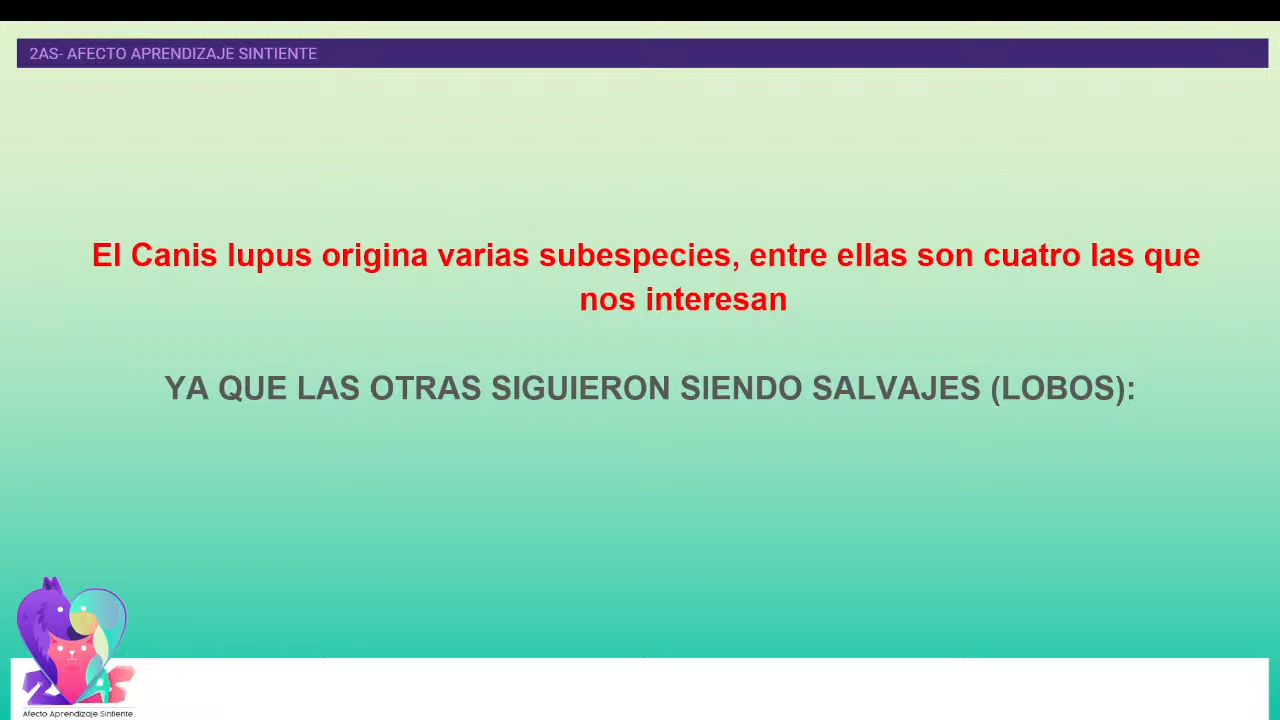 2AS- AFECTO APRENDIZAJE SINTIENTE
El Canis lupus origina varias subespecies, entre ellas son cuatro las que
nos interesan
YA QUE LAS OTRAS SIGUIERON SIENDO SALVAJES (LOBOS):
2AS
Afecto Aprendizaje Sintiente